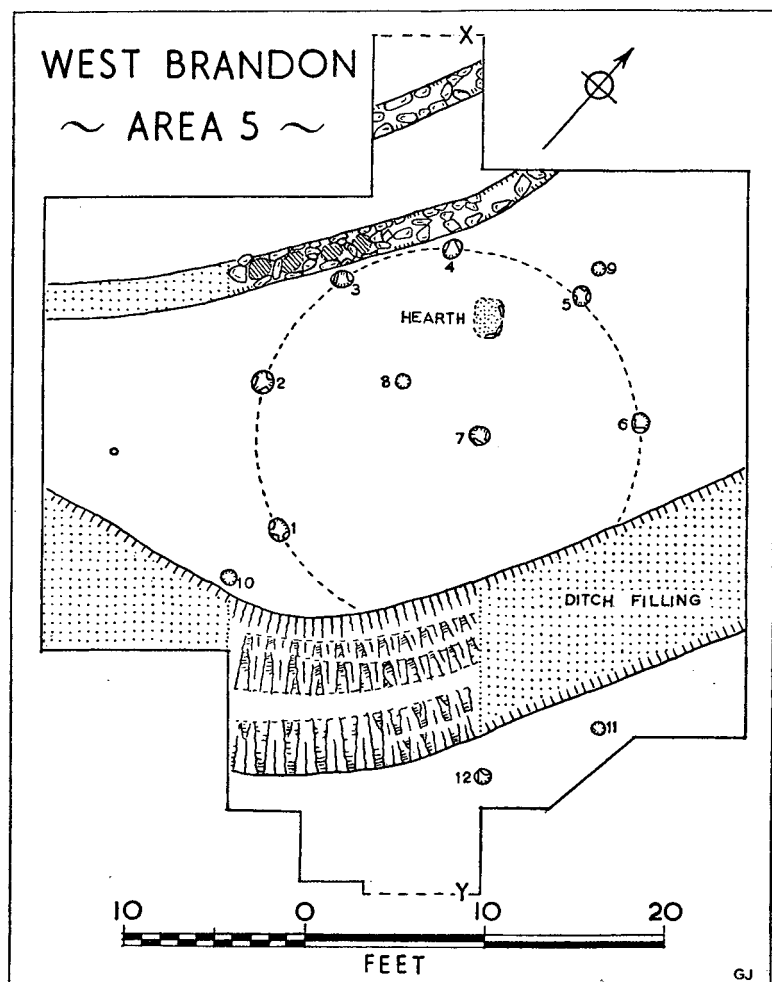 X
WEST BRANDON
~ AREA 5 ~
4
9
3
5
HEARTH
2
8
6
7
1
10
DITCH FILLING
11
12
Y
10 0 10 20
FEET
GJ